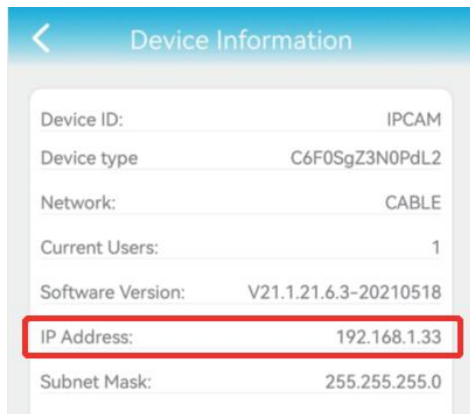 Device Information
Device ID: IPCAM
Device type C6F0SgZ3N0PdL2
Network: CABLE
Current Users: 1
Software Version: V21.1.21.6.3-20210518
IP Address: 192.168.1.33
Subnet Mask: 255.255.255.0